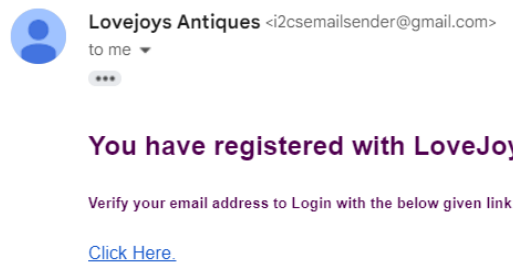 Lovejoys Antiques <i2csemailsender@gmail.com>
to me
You have registered with LoveJoy
Verify your email address to Login with the below given link
Click Here.